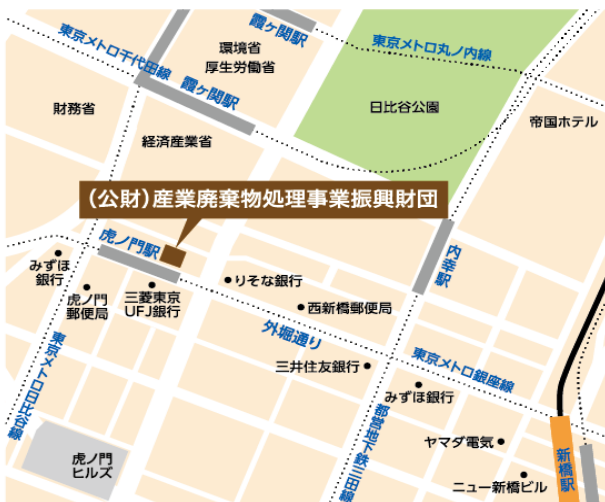 霞ヶ関駅
環境省
厚生労働省
東京メトロ丸ノ内線
東京メトロ千代田線
霞ヶ関駅
財務省
日比谷公園
帝国ホテル
経済産業省
(公財)産業廃棄物処理事業振興財団
虎ノ門駅
内幸駅
みずほ
銀行
りそな銀行
虎ノ門
郵便局
三菱東京
UFJ銀行
西新橋郵便局
外堀通り
東京メトロ銀座線
三井住友銀行
みずほ銀行
東京メトロ日比谷線
都営地下鉄三田線
ヤマダ電気
新橋駅
虎ノ門
ヒルズ
ニュー新橋ビル